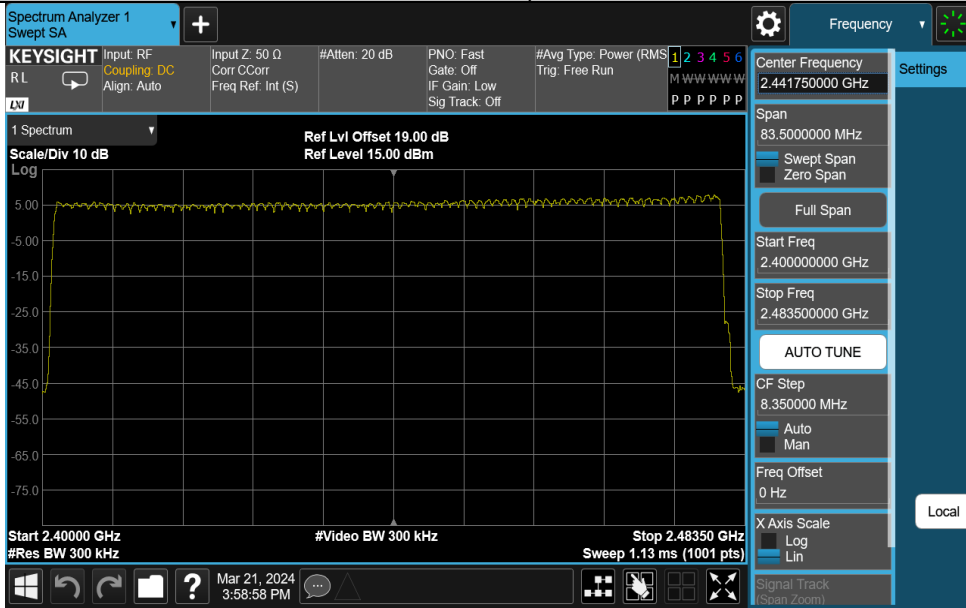 Spectrum Analyzer 1
Swept SA
+
Frequency
KEYSIGHT
RL
LXI
Input: RF
Coupling: DC
Align: Auto
Input Z: 50 Ω
Corr CCorr
Freq Ref: Int (S)
#Atten: 20 dB
PNO: Fast
Gate: Off
IF Gain: Low
Sig Track: Off
#Avg Type: Power (RMS
Trig: Free Run
1 2 3 4 5 6
M W W W W W
P P P P P P
1 Spectrum
Scale/Div 10 dB
Log
Ref Lvl Offset 19.00 dB
Ref Level 15.00 dBm
5.00
-5.00
-15.0
-25.0
-35.0
-45.0
-55.0
-65.0
-75.0
Start 2.40000 GHz
#Res BW 300 kHz
#Video BW 300 kHz
Stop 2.48350 GHz
Sweep 1.13 ms (1001 pts)
Center Frequency
2.441750000 GHz
Span
83.5000000 MHz
Swept Span
Zero Span
Full Span
Start Freq
2.400000000 GHz
Stop Freq
2.483500000 GHz
AUTO TUNE
CF Step
8.350000 MHz
Auto
Man
Freq Offset
0 Hz
X Axis Scale
Log
Lin
Signal Track
(Span Zoom)
Settings
Local
?
Mar 21, 2024
3:58:58 PM